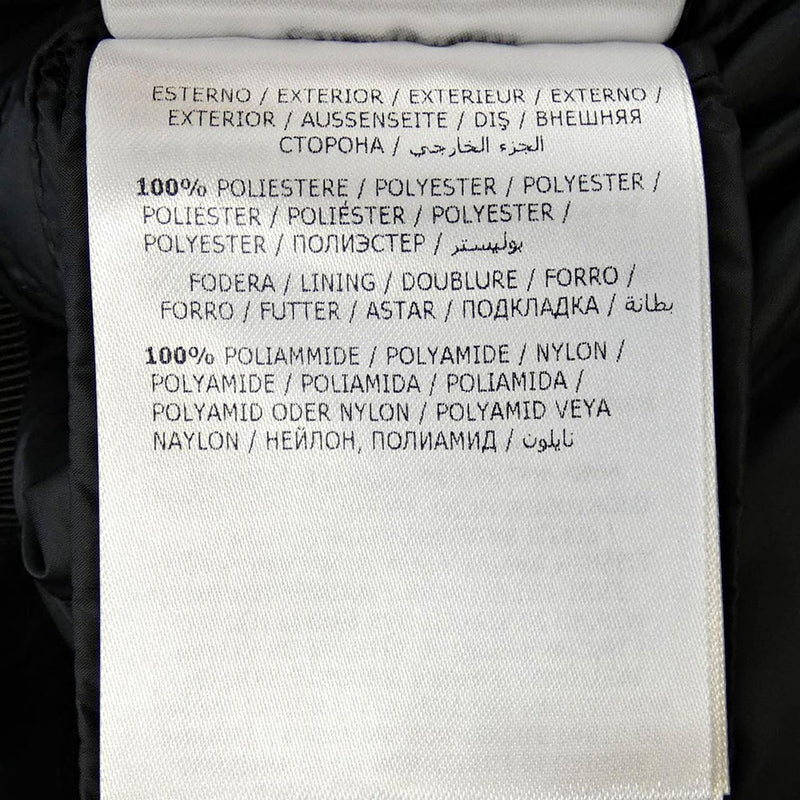 ESTERNO / EXTERIOR / EXTERIEUR / EXTERNO /
EXTERIOR / AUSSENSEITE / DIŞ / ВНЕШНЯЯ
СТОРОНА / الجزء الخارجي
100% POLIESTERE / POLYESTER / POLYESTER /
POLIESTER / POLIÉSTER / POLYESTER /
POLYESTER / ПОЛИЭСТЕР / بوليستر
FODERA / LINING / DOUBLURE / FORRO /
FORRO / FUTTER / ASTAR / ПОДКЛАДКА / بطانة
100% POLIAMMIDE / POLYAMIDE / NYLON /
POLYAMIDE / POLIAMIDA / POLIAMIDA /
POLYAMID ODER NYLON / POLYAMID VEYA
NAYLON / НЕЙЛОН, ПОЛИАМИД / نايلون